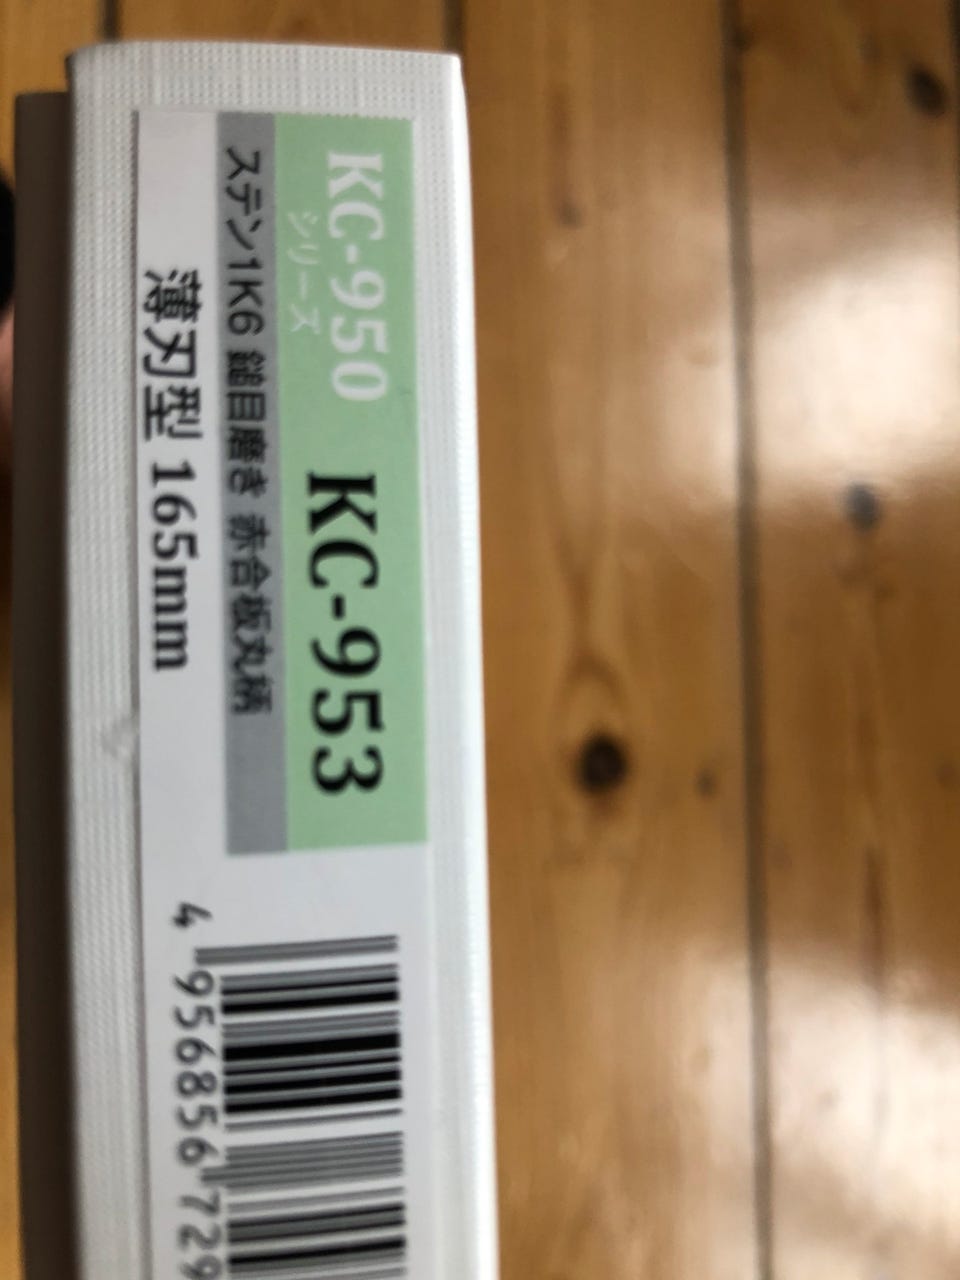 KC-950
シリーズ
KC-953
ステン1K6 鎚目磨き 赤合板丸柄
薄刃型 165mm
4 956856 729